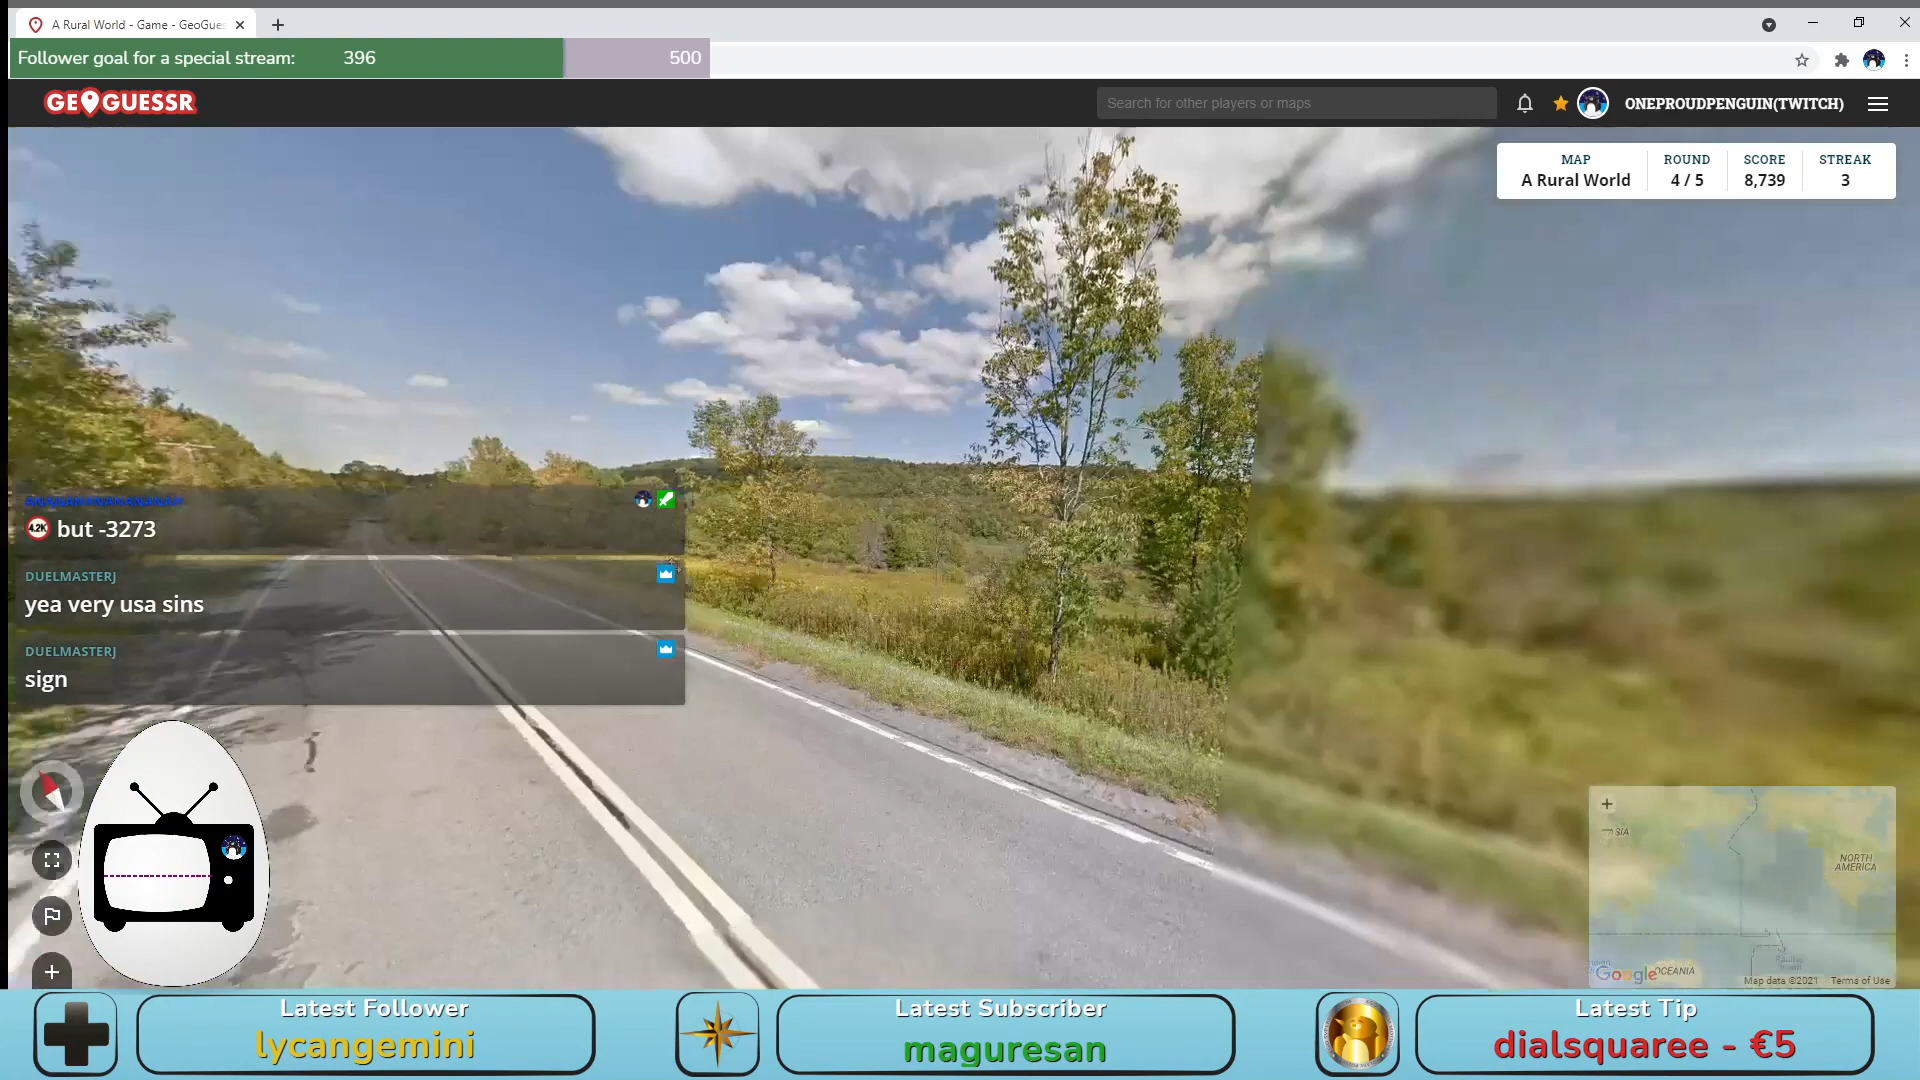 A Rural World - Game - GeoGues
Follower goal for a special stream: 396 500
GEOGUESSR
Search for other players or maps
ONEPROUDPENGUIN(TWITCH)
MAP ROUND SCORE STREAK
A Rural World 4 / 5 8,739 3
4.2K but -3273
DUELMASTERJ
yea very usa sins
DUELMASTERJ
sign
NORTH
AMERICA
OCEANIA
Google
Map data ©2021 Terms of Use
Latest Follower
lycangemini
Latest Subscriber
maguresan
Latest Tip
dialsquaree - €5